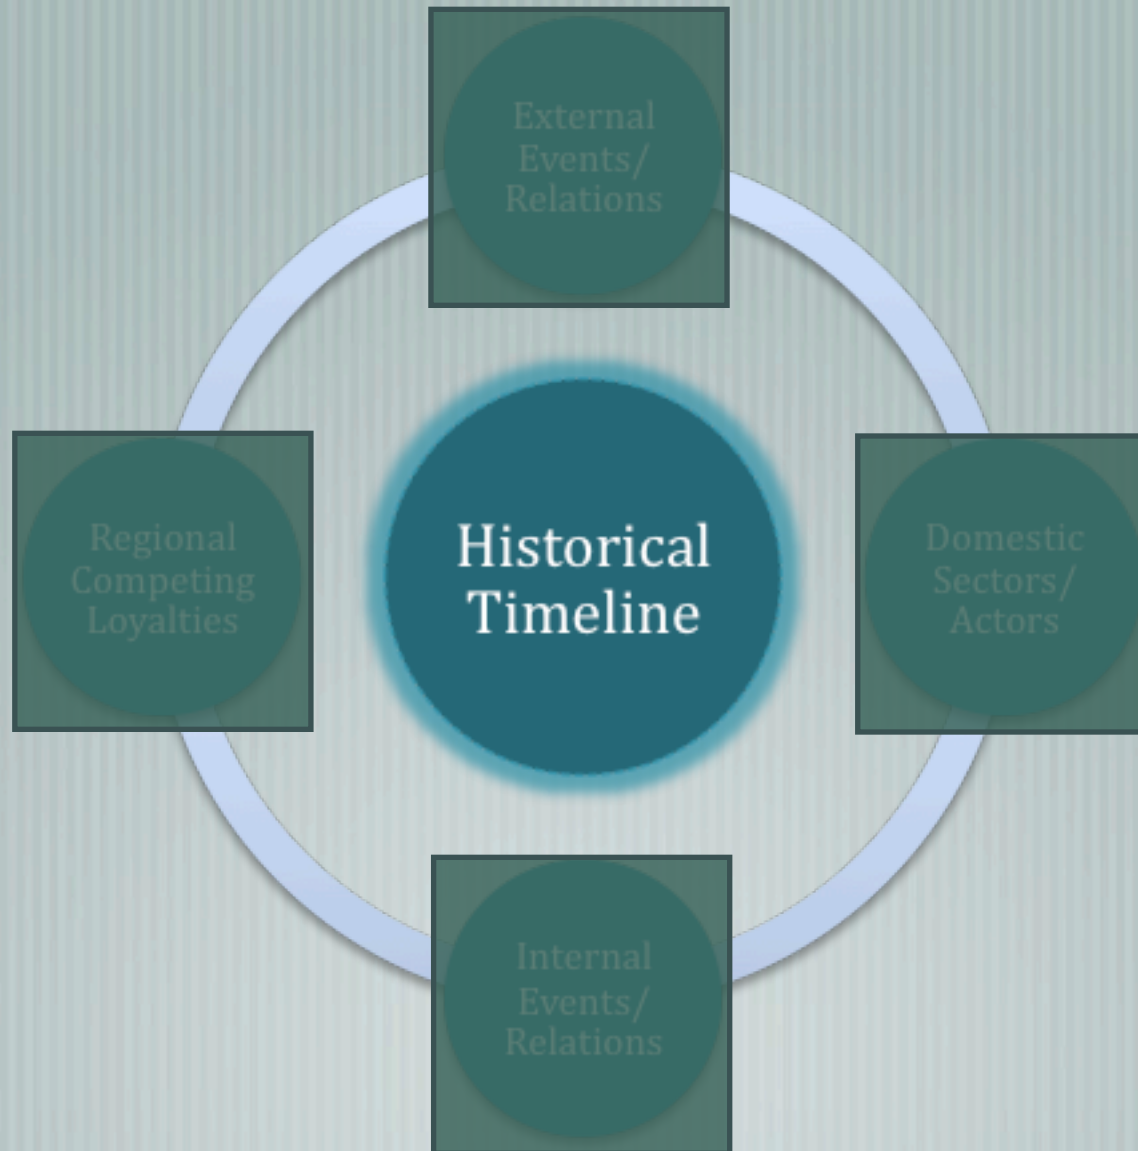 External
Events/
Relations
Regional
Competing
Loyalties
Historical
Timeline
Domestic
Sectors/
Actors
Internal
Events/
Relations